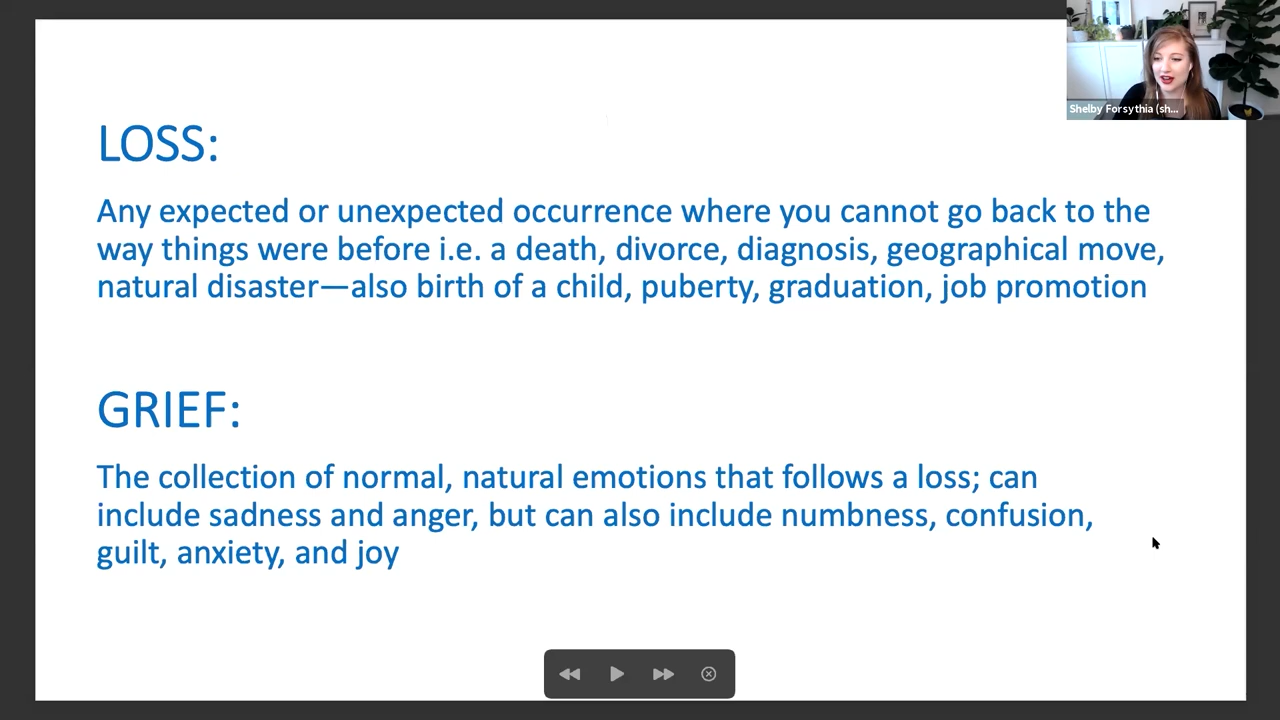 Shelby Forsythia (sh...
LOSS:
Any expected or unexpected occurrence where you cannot go back to the
way things were before i.e. a death, divorce, diagnosis, geographical move,
natural disaster—also birth of a child, puberty, graduation, job promotion
GRIEF:
The collection of normal, natural emotions that follows a loss; can
include sadness and anger, but can also include numbness, confusion,
guilt, anxiety, and joy